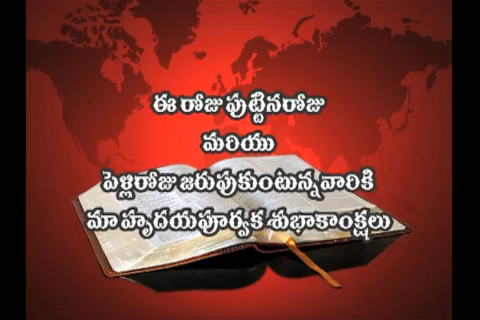 ఈ రోజు పుట్టినరోజు
మరియు
పెళ్లిరోజు జరుపుకుంటున్నవారికి
మా హృదయపూర్వక శుభాకాంక్షలు